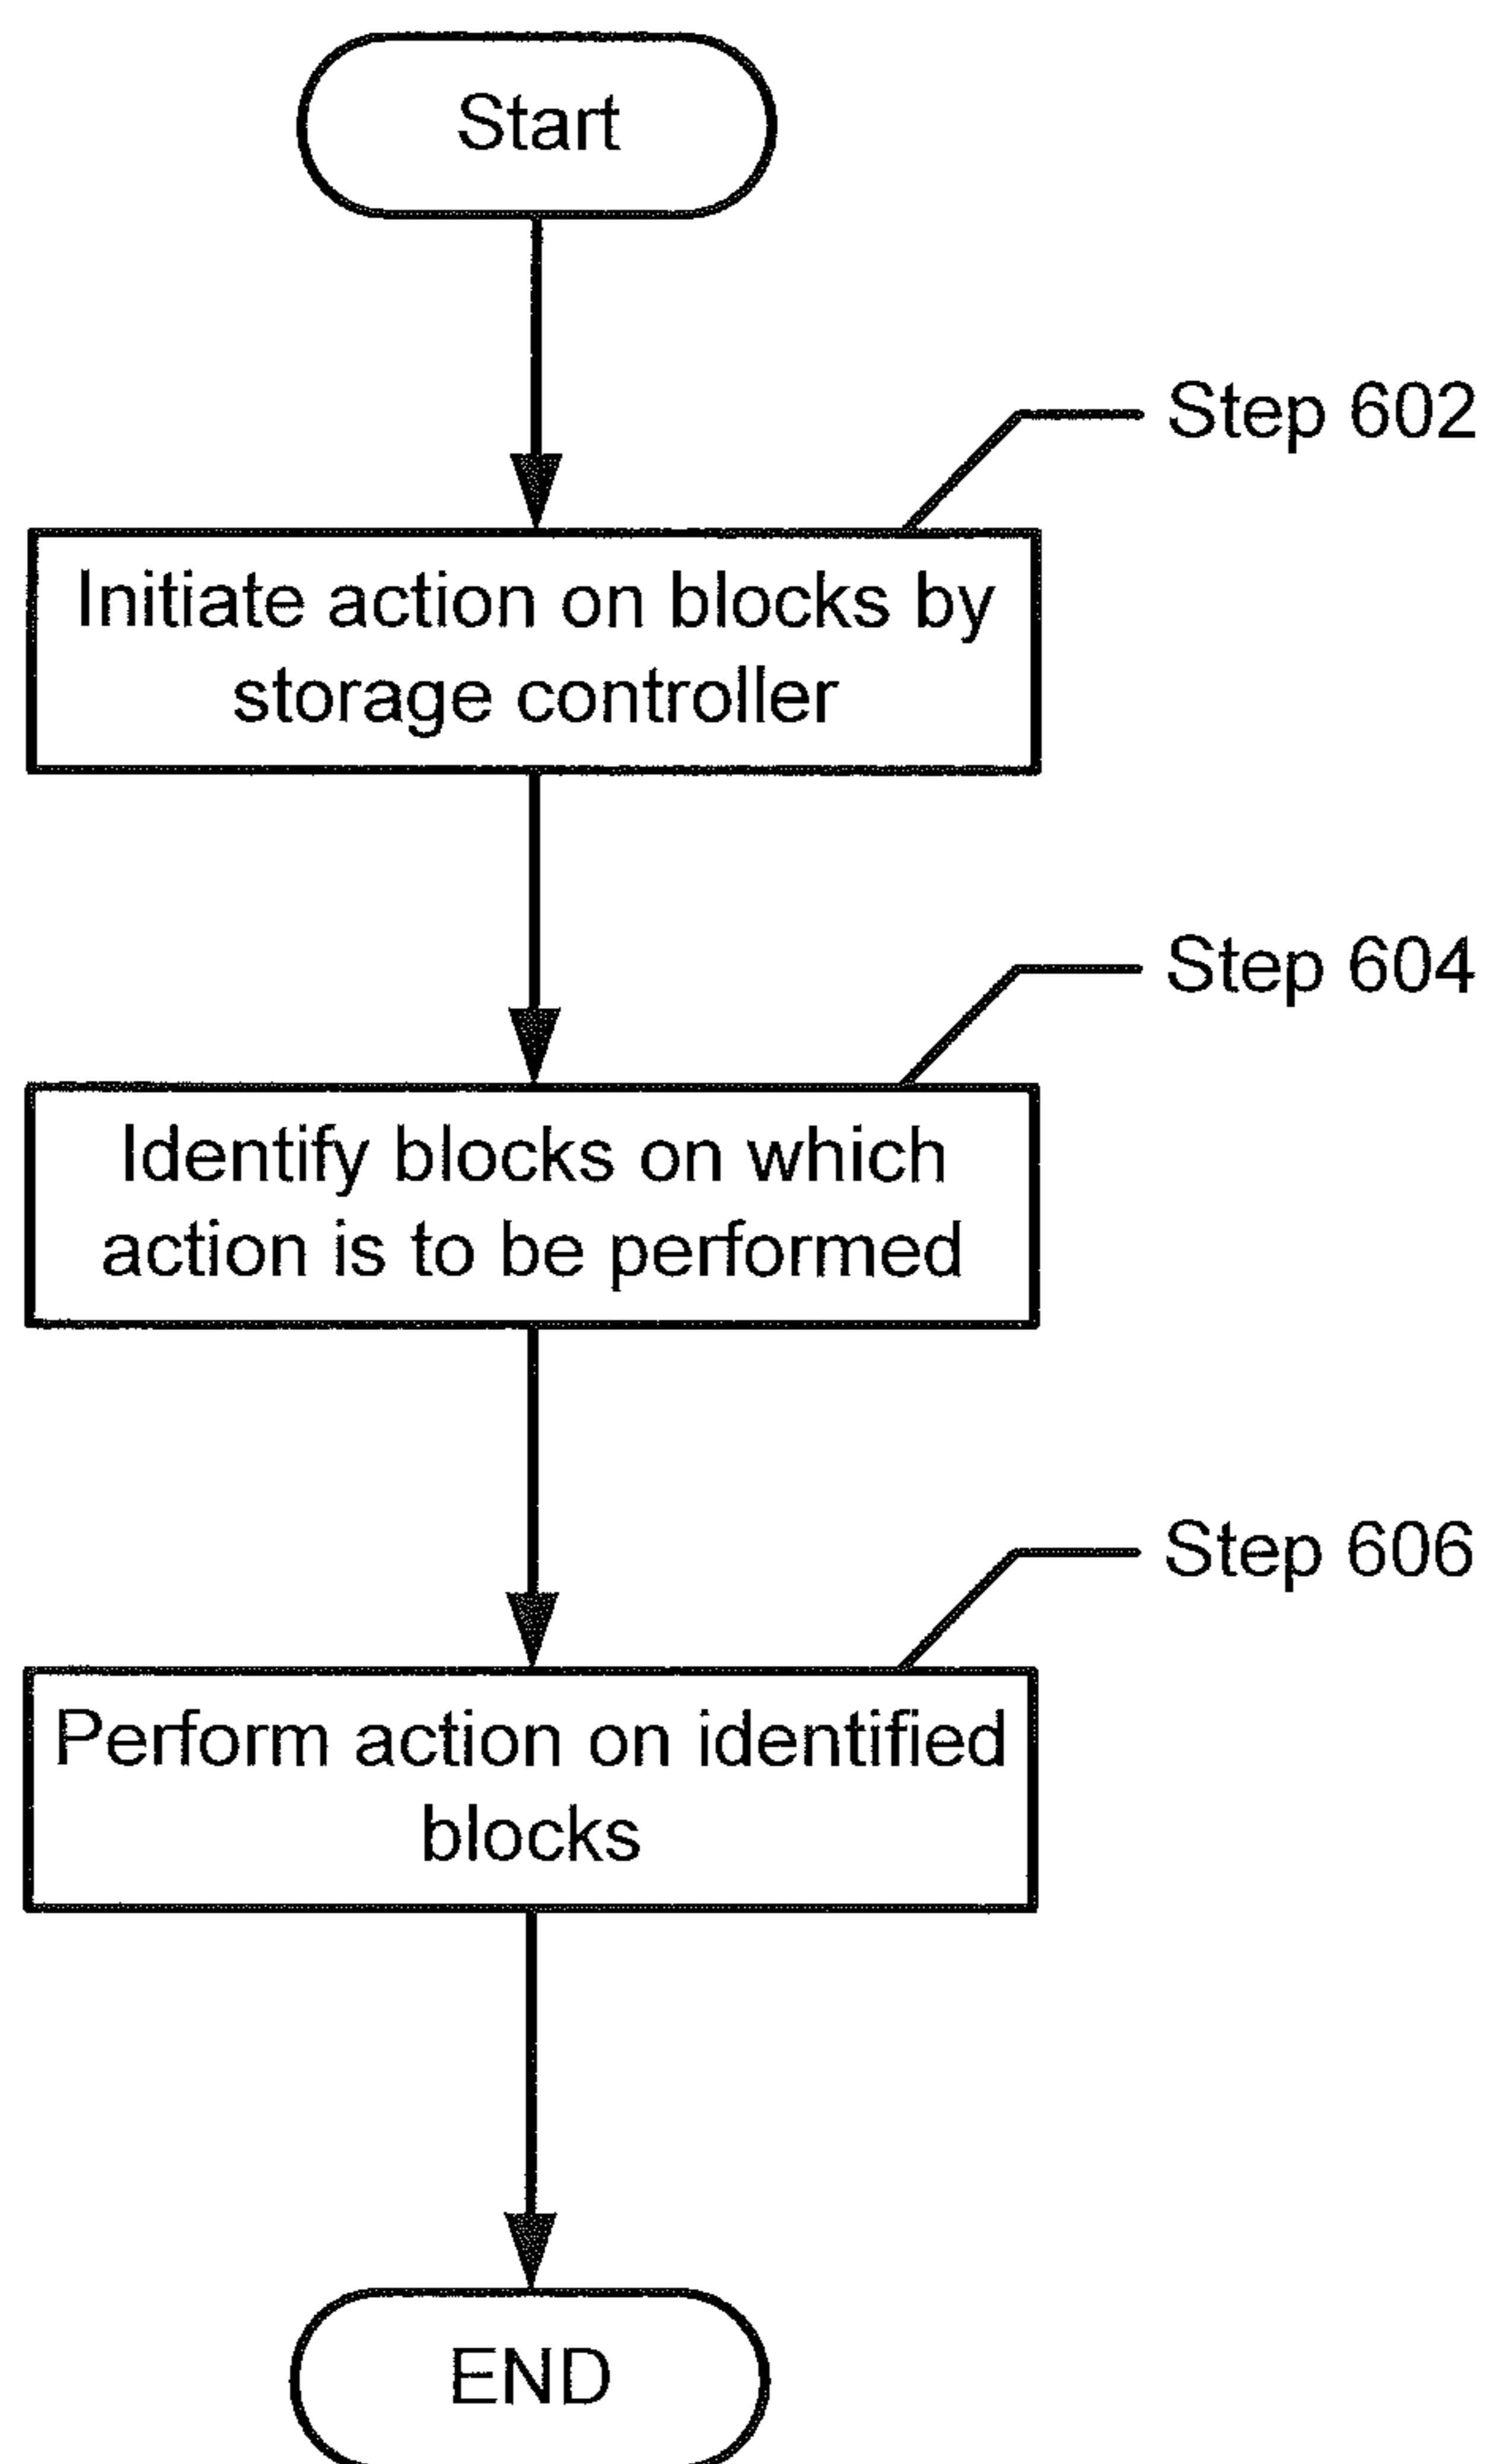 Start
Step 602
Initiate action on blocks by
storage controller
Step 604
Identify blocks on which
action is to be performed
Step 606
Perform action on identified
blocks
END